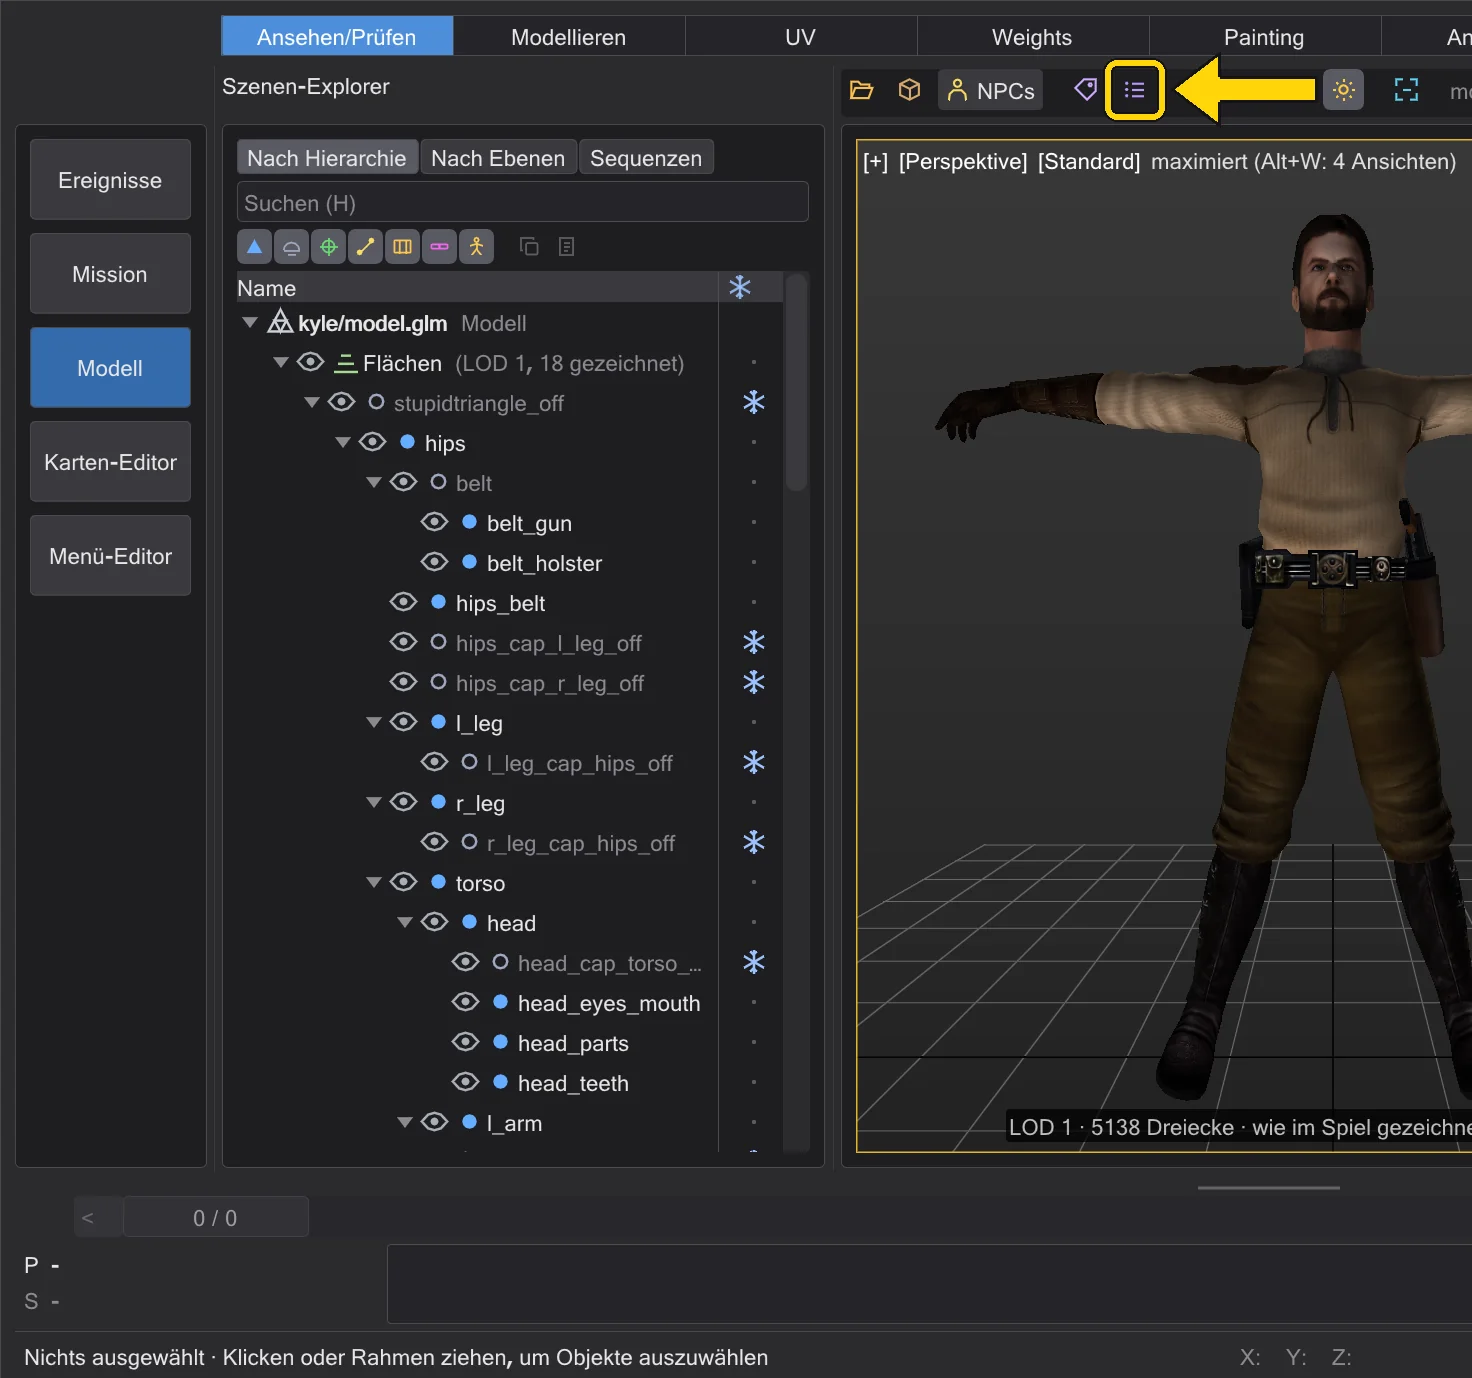 Ansehen/Prüfen
Modellieren
UV
Weights
Painting
An
Szenen-Explorer
NPCs
Ereignisse
Mission
Modell
Karten-Editor
Menü-Editor
Nach Hierarchie
Nach Ebenen
Sequenzen
Suchen (H)
Name
kyle/model.glm Modell
Flächen (LOD 1, 18 gezeichnet)
stupidtriangle_off
hips
belt
belt_gun
belt_holster
hips_belt
hips_cap_l_leg_off
hips_cap_r_leg_off
l_leg
l_leg_cap_hips_off
r_leg
r_leg_cap_hips_off
torso
head
head_cap_torso_...
head_eyes_mouth
head_parts
head_teeth
l_arm
[+] [Perspektive] [Standard] maximiert (Alt+W: 4 Ansichten)
LOD 1 · 5138 Dreiecke · wie im Spiel gezeichne
< 0 / 0
P -
S -
Nichts ausgewählt · Klicken oder Rahmen ziehen, um Objekte auszuwählen
X: Y: Z: